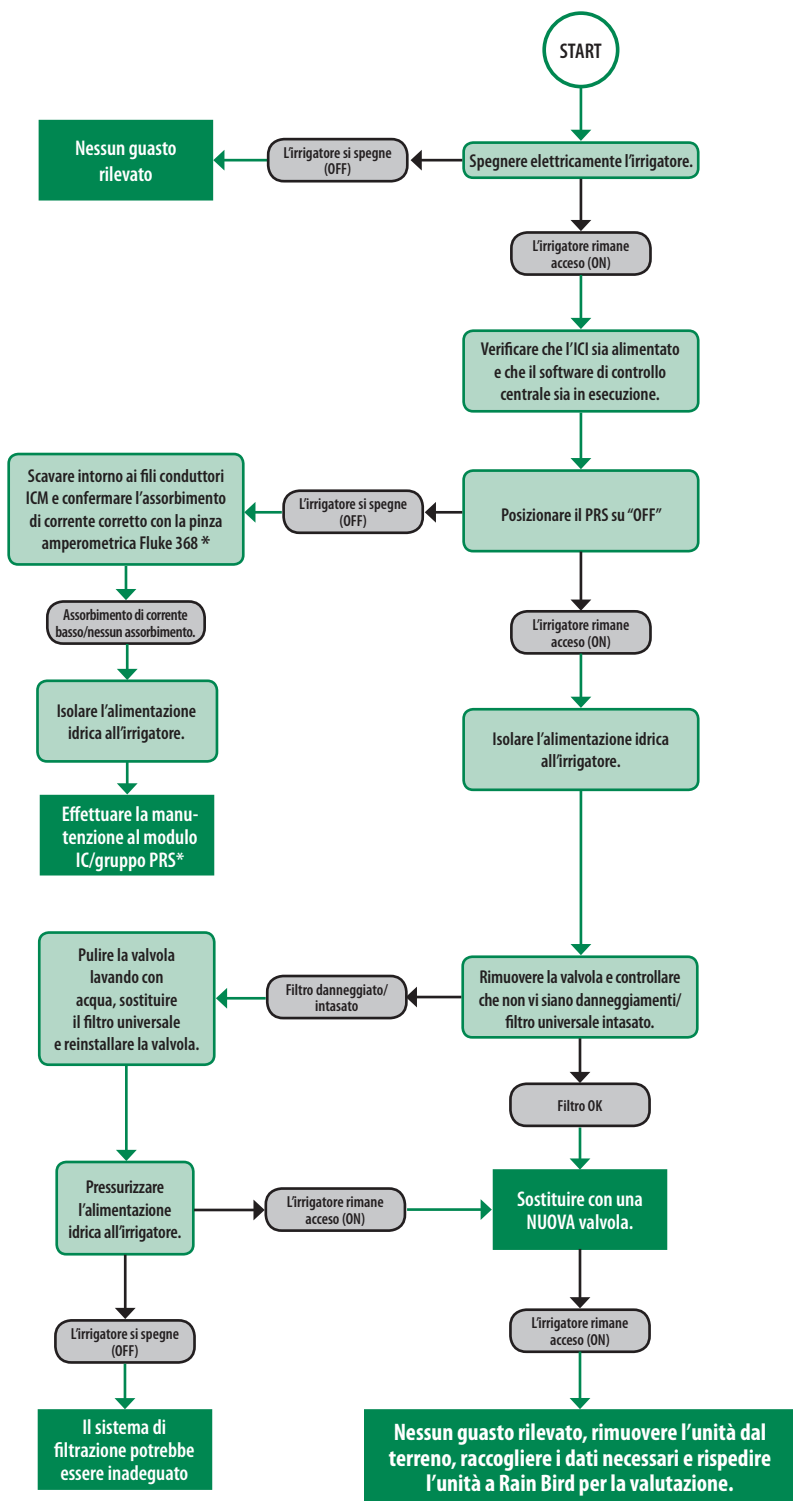 START
Spegnere elettricamente l'irrigatore.
L'irrigatore si spegne
(OFF)
Nessun guasto
rilevato
L'irrigatore rimane
acceso (ON)
Verificare che l'ICI sia alimentato
e che il software di controllo
centrale sia in esecuzione.
Posizionare il PRS su "OFF"
L'irrigatore si spegne
(OFF)
Scavare intorno ai fili conduttori
ICM e confermare l'assorbimento
di corrente corretto con la pinza
amperometrica Fluke 368 *
Assorbimento di corrente
basso/nessun assorbimento.
Isolare l'alimentazione
idrica all'irrigatore.
Effettuare la manu-
tenzione al modulo
IC/gruppo PRS*
L'irrigatore rimane
acceso (ON)
Isolare l'alimentazione idrica
all'irrigatore.
Rimuovere la valvola e controllare
che non vi siano danneggiamenti/
filtro universale intasato.
Filtro danneggiato/
intasato
Pulire la valvola
lavando con
acqua, sostituire
il filtro universale
e reinstallare la valvola.
Filtro OK
Pressurizzare
l'alimentazione
idrica all'irrigatore.
L'irrigatore rimane
acceso (ON)
Sostituire con una
NUOVA valvola.
L'irrigatore si spegne
(OFF)
Il sistema di
filtrazione potrebbe
essere inadeguato
L'irrigatore rimane
acceso (ON)
Nessun guasto rilevato, rimuovere l'unità dal
terreno, raccogliere i dati necessari e rispedire
l'unità a Rain Bird per la valutazione.